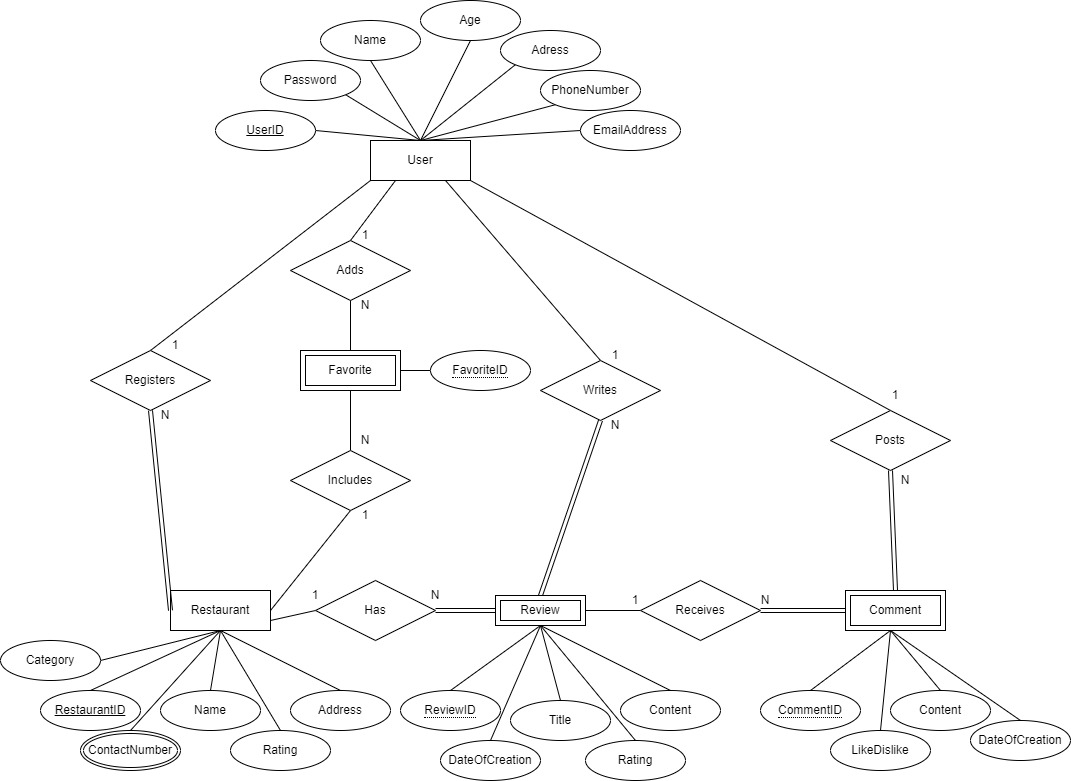 Age
Name
Adress
Password
PhoneNumber
UserID
EmailAddress
User
1
Adds
N
1
Registers
N
Favorite
FavoriteID
1
Writes
N
1
Posts
N
N
Includes
1
Restaurant
1
Has
N
Review
1
Receives
N
Comment
Category
RestaurantID
Name
Address
ContactNumber
Rating
ReviewID
Title
Content
DateOfCreation
Rating
CommentID
Content
LikeDislike
DateOfCreation